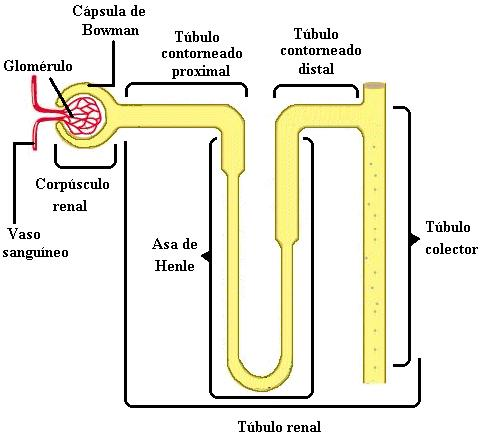 Cápsula de
Bowman
Glomérulo
Túbulo
contorneado
proximal
Túbulo
contorneado
distal
Corpúsculo
renal
Vaso
sanguíneo
Asa de
Henle
Túbulo
colector
Túbulo renal